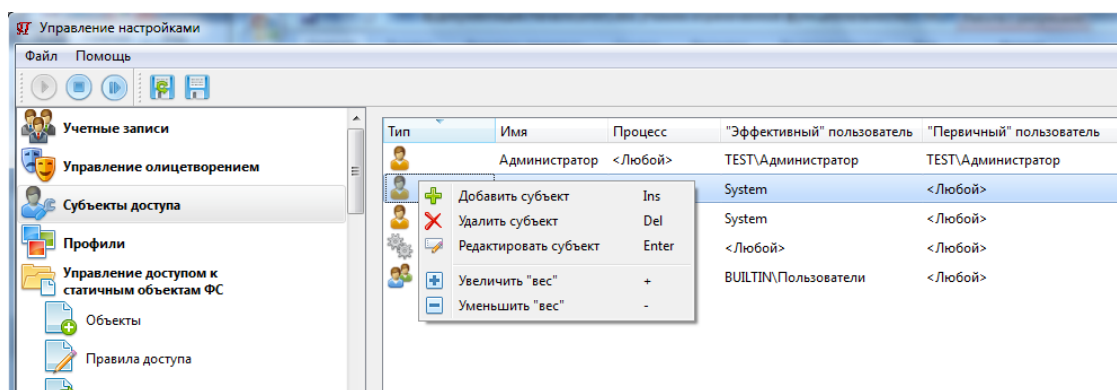 Управление настройками
Файл Помощь
Учетные записи
Управление олицетворением
Субъекты доступа
Профили
Управление доступом к
статичным объектам ФС
Объекты
Правила доступа
Тип Имя Процесс "Эффективный" пользователь "Первичный" пользователь
Администратор <Любой> TEST\Администратор TEST\Администратор
System <Любой>
System <Любой>
<Любой> <Любой>
BUILTIN\Пользователи <Любой>
Добавить субъект Ins
Удалить субъект Del
Редактировать субъект Enter
Увеличить "вес" +
Уменьшить "вес" -